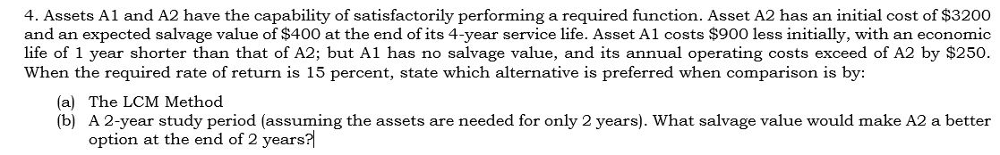 4. Assets A1 and A2 have the capability of satisfactorily performing a required function. Asset A2 has an initial cost of $3200
and an expected salvage value of $400 at the end of its 4-year service life. Asset A1 costs $900 less initially, with an economic
life of 1 year shorter than that of A2; but A1 has no salvage value, and its annual operating costs exceed of A2 by $250.
When the required rate of return is 15 percent, state which alternative is preferred when comparison is by:
(a) The LCM Method
(b) A 2-year study period (assuming the assets are needed for only 2 years). What salvage value would make A2 a better
option at the end of 2 years?